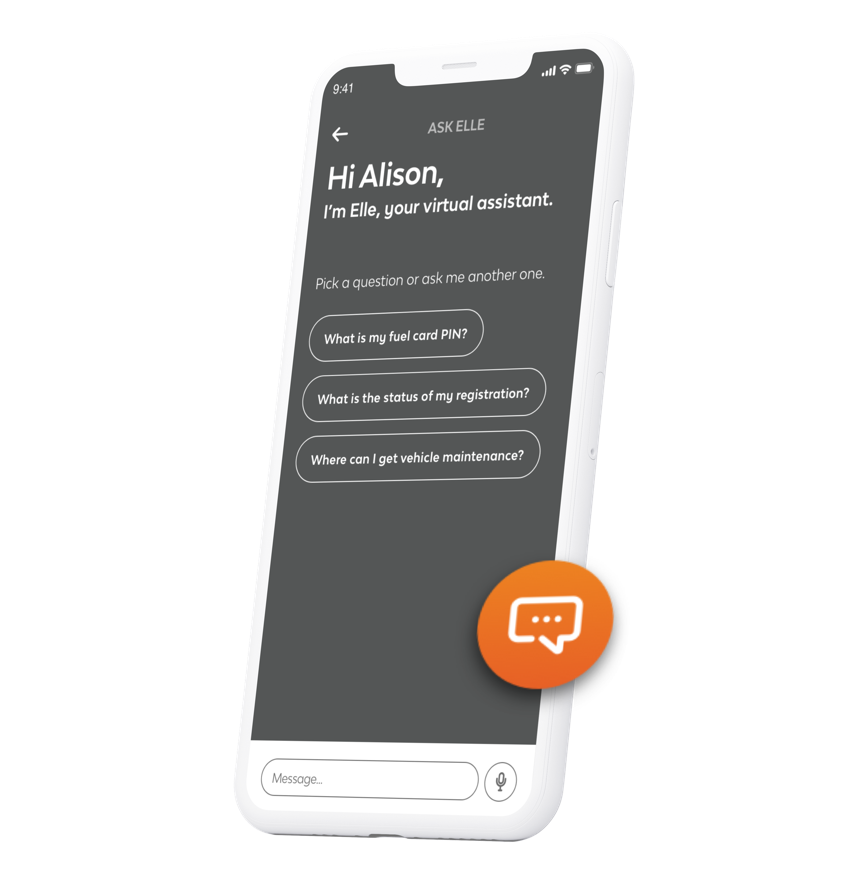 9:41
ASK ELLE
Hi Alison,
I'm Elle, your virtual assistant.
Pick a question or ask me another one.
What is my fuel card PIN?
What is the status of my registration?
Where can I get vehicle maintenance?
Message...